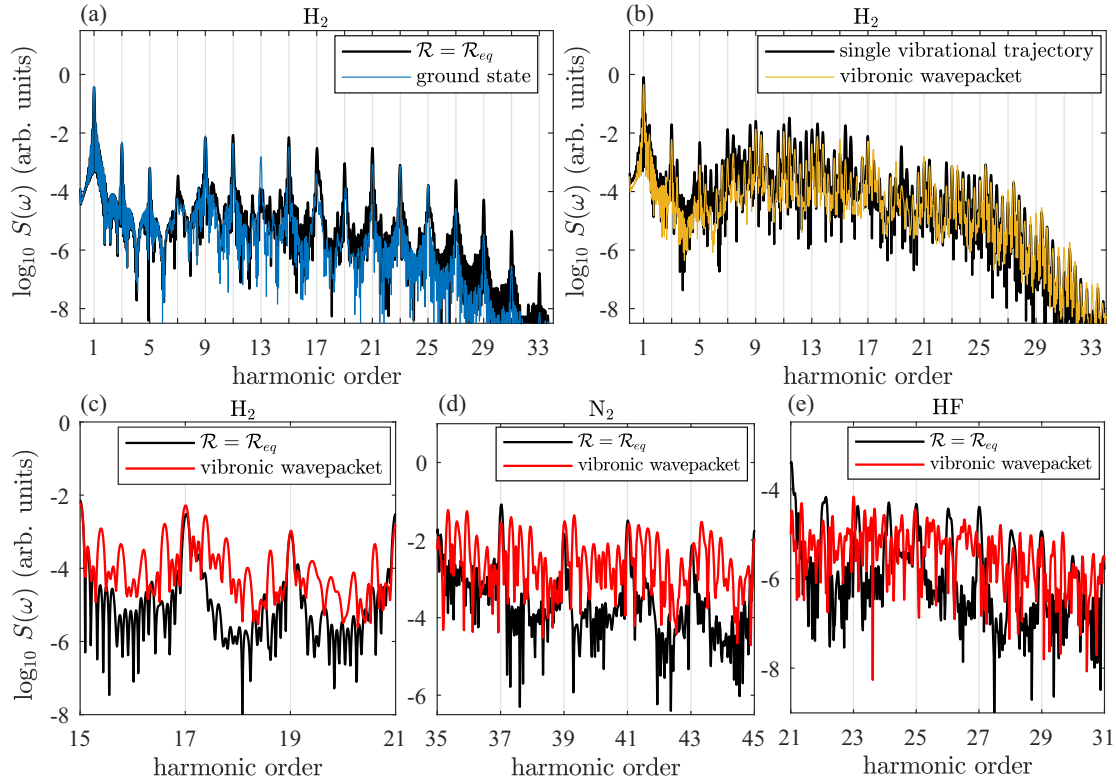 (a) H₂
𝓡 = 𝓡ₑq
ground state
log₁₀ S(ω) (arb. units)
0
-2
-4
-6
-8
1 5 9 13 17 21 25 29 33
harmonic order
(b) H₂
single vibrational trajectory
vibronic wavepacket
log₁₀ S(ω) (arb. units)
0
-2
-4
-6
-8
1 5 9 13 17 21 25 29 33
harmonic order
(c) H₂
𝓡 = 𝓡ₑq
vibronic wavepacket
log₁₀ S(ω) (arb. units)
0
-2
-4
-6
-8
15 17 19 21
harmonic order
(d) N₂
𝓡 = 𝓡ₑq
vibronic wavepacket
0
-2
-4
-6
35 37 39 41 43 45
harmonic order
(e) HF
𝓡 = 𝓡ₑq
vibronic wavepacket
-4
-6
-8
21 23 25 27 29 31
harmonic order